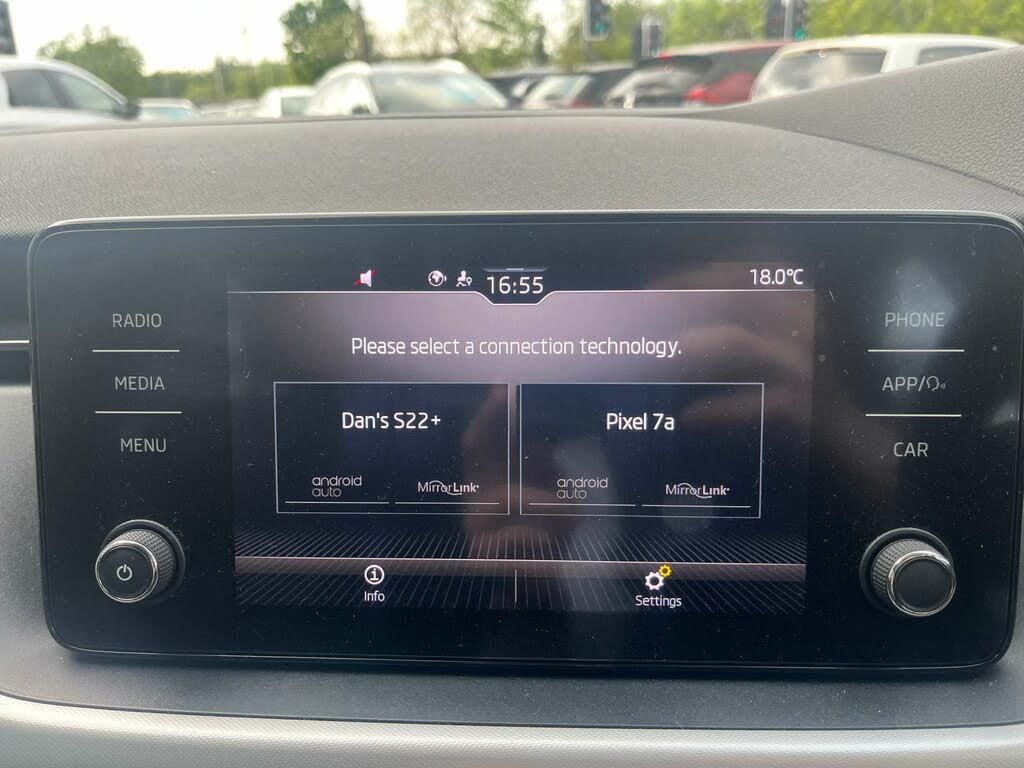 16:55
18.0°C
RADIO
MEDIA
MENU
Please select a connection technology.
Dan's S22+
android
auto
MirrorLink
Pixel 7a
android
auto
MirrorLink
Info
Settings
PHONE
APP/
CAR